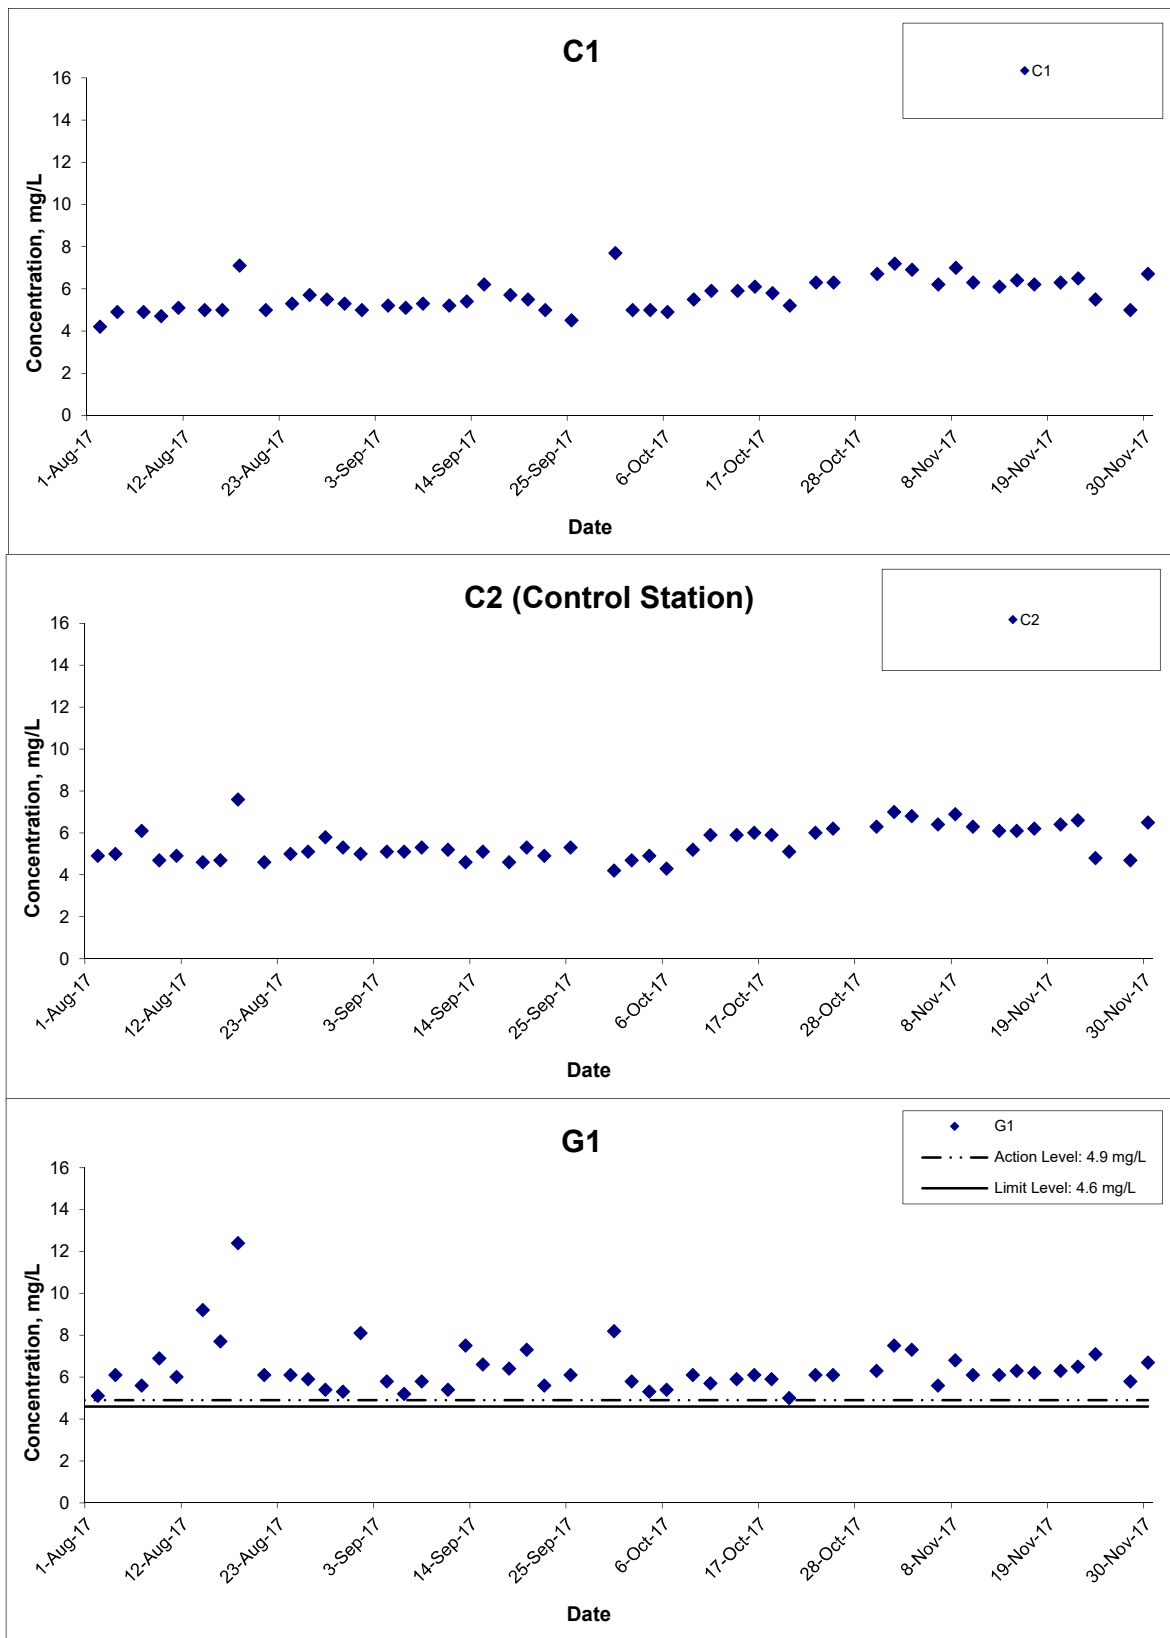 C1
C1
Concentration, mg/L
16
14
12
10
8
6
4
2
0
1-Aug-17
12-Aug-17
23-Aug-17
3-Sep-17
14-Sep-17
25-Sep-17
6-Oct-17
17-Oct-17
28-Oct-17
8-Nov-17
19-Nov-17
30-Nov-17
Date
C2 (Control Station)
C2
Concentration, mg/L
16
14
12
10
8
6
4
2
0
1-Aug-17
12-Aug-17
23-Aug-17
3-Sep-17
14-Sep-17
25-Sep-17
6-Oct-17
17-Oct-17
28-Oct-17
8-Nov-17
19-Nov-17
30-Nov-17
Date
G1
G1
Action Level: 4.9 mg/L
Limit Level: 4.6 mg/L
Concentration, mg/L
16
14
12
10
8
6
4
2
0
1-Aug-17
12-Aug-17
23-Aug-17
3-Sep-17
14-Sep-17
25-Sep-17
6-Oct-17
17-Oct-17
28-Oct-17
8-Nov-17
19-Nov-17
30-Nov-17
Date